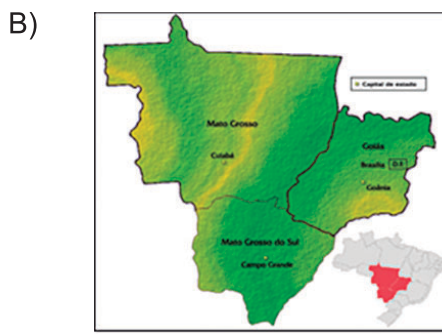 B)
Capital de estado
Mato Grosso
Cuiabá
Goiás
Brasília D.F.
Goiânia
Mato Grosso do Sul
Campo Grande